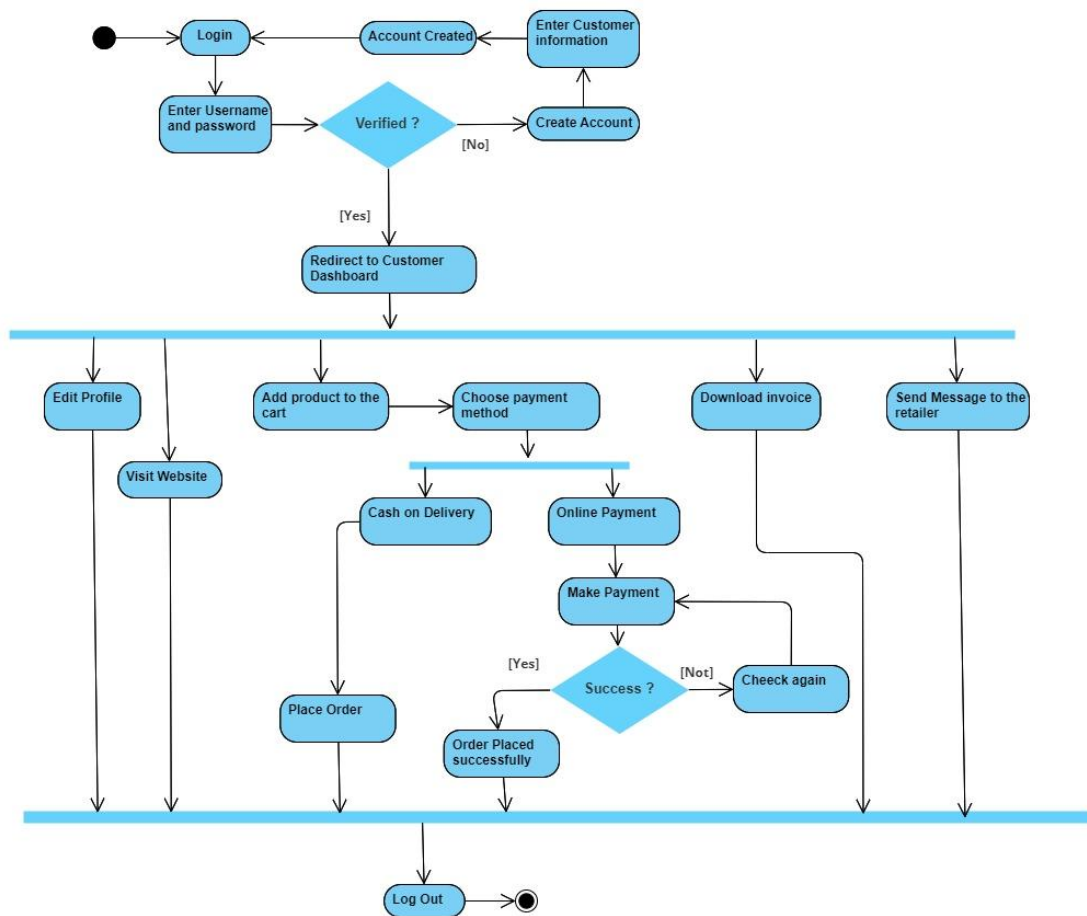 Login
Account Created
Enter Customer
information
Enter Username
and password
Verified ?
[No]
Create Account
[Yes]
Redirect to Customer
Dashboard
Edit Profile
Add product to the
cart
Choose payment
method
Download invoice
Send Message to the
retailer
Visit Website
Cash on Delivery
Online Payment
Make Payment
[Yes]
Success ?
[Not]
Cheeck again
Place Order
Order Placed
successfully
Log Out